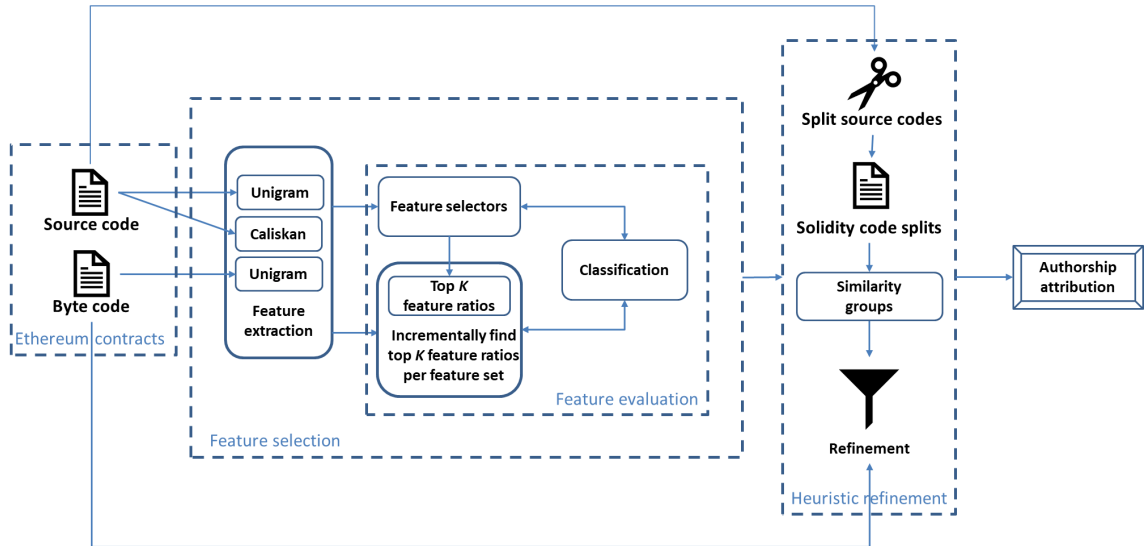 Source code
Byte code
Ethereum contracts
Unigram
Caliskan
Unigram
Feature
extraction
Feature selectors
Top K
feature ratios
Incrementally find
top K feature ratios
per feature set
Classification
Feature evaluation
Feature selection
Split source codes
Solidity code splits
Similarity
groups
Refinement
Heuristic refinement
Authorship
attribution